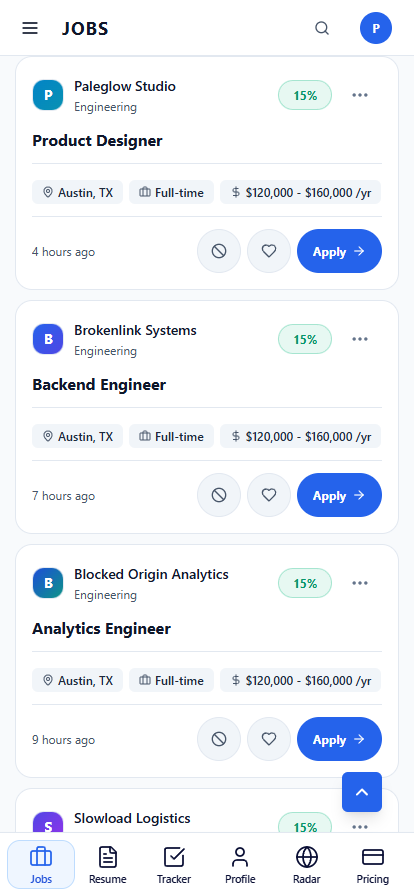 JOBS
P
P
Paleglow Studio
Engineering
15%
Product Designer
Austin, TX
Full-time
$120,000 - $160,000 /yr
4 hours ago
Apply
B
Brokenlink Systems
Engineering
15%
Backend Engineer
Austin, TX
Full-time
$120,000 - $160,000 /yr
7 hours ago
Apply
B
Blocked Origin Analytics
Engineering
15%
Analytics Engineer
Austin, TX
Full-time
$120,000 - $160,000 /yr
9 hours ago
Apply
S
Slowload Logistics
15%
Jobs
Resume
Tracker
Profile
Radar
Pricing